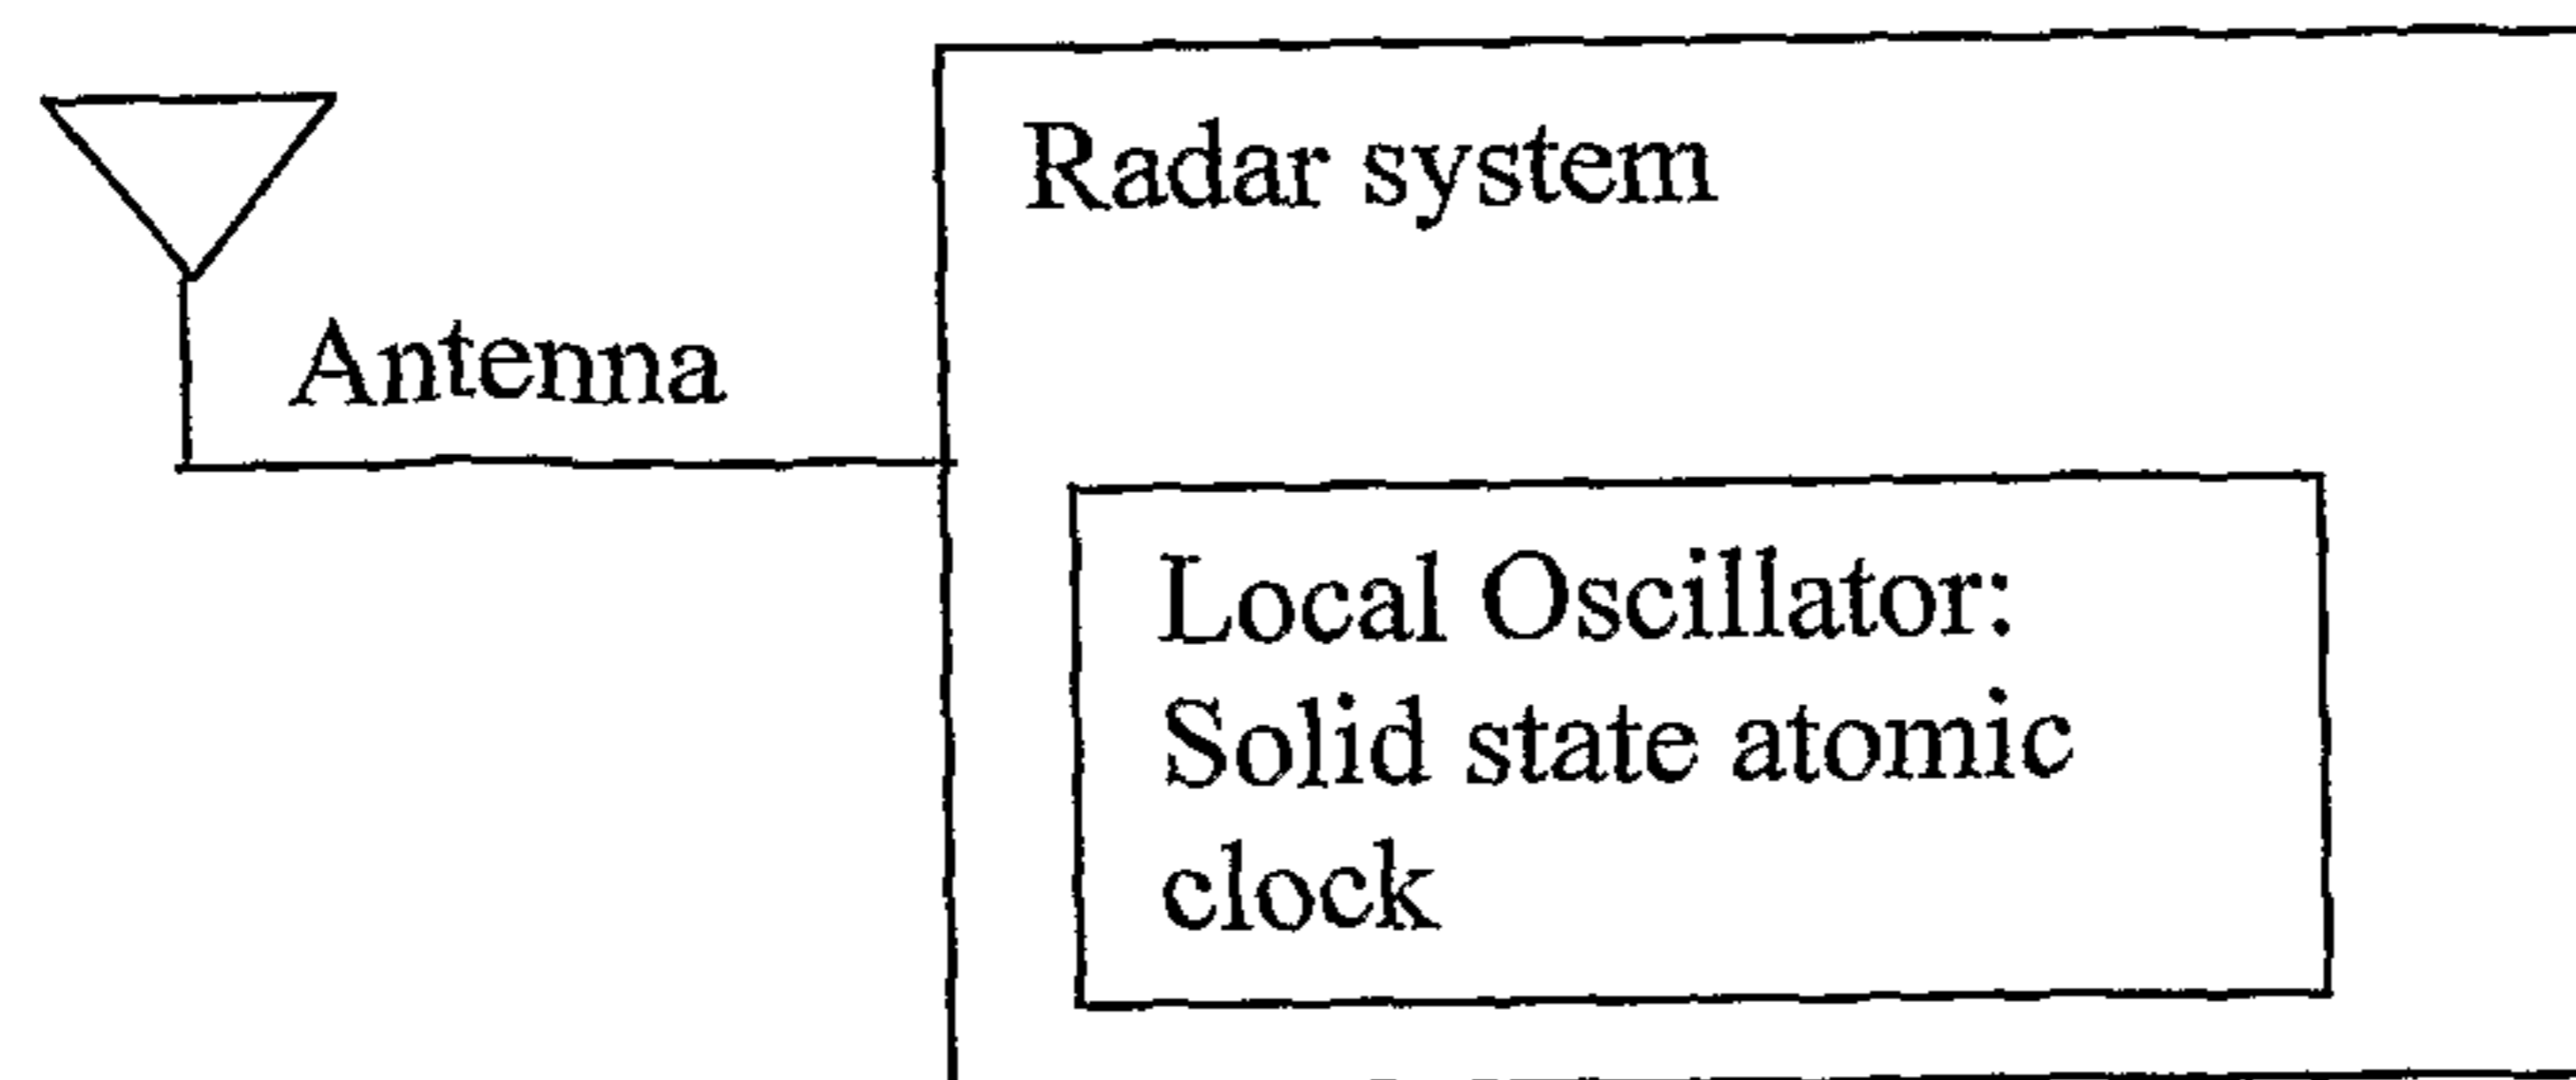 Radar system
Antenna
Local Oscillator:
Solid state atomic
clock